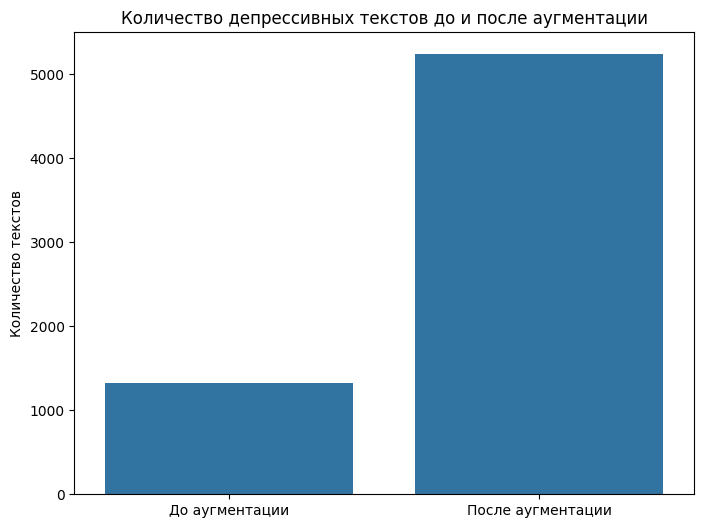 Количество депрессивных текстов до и после аугментации
Количество текстов
5000
4000
3000
2000
1000
0
До аугментации
После аугментации